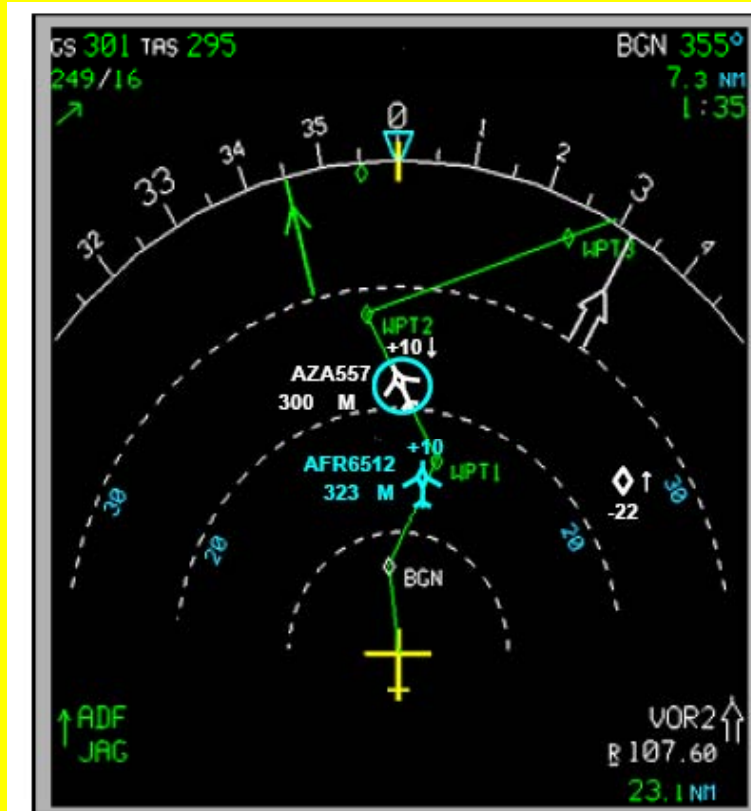 GS 301 TAS 295
249/16
BGN 355°
7.3 NM
1:35
32
33
34
35
0
1
2
3
4
WPT3
WPT2
+10↓
AZA557
300 M
+10
AFR6512
323 M
WPT1
↑
-22
30
20
20
30
BGN
↑ADF
JAG
VOR2
R 107.60
23.1 NM